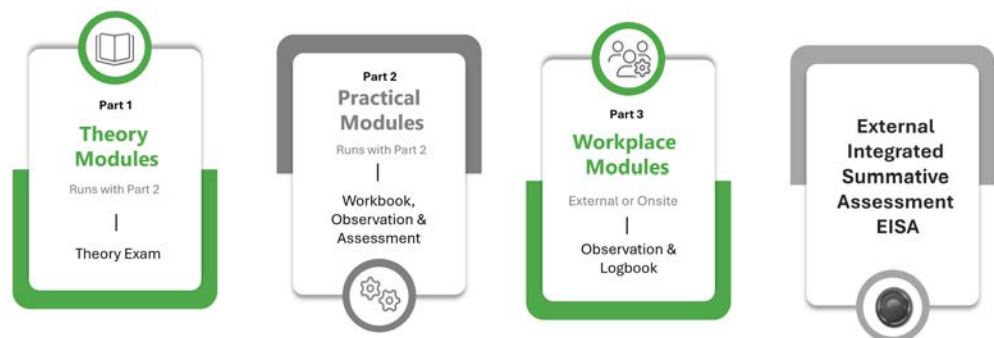 Part 1
Theory
Modules
Runs with Part 2
|
Theory Exam
Part 2
Practical
Modules
Runs with Part 2
|
Workbook,
Observation &
Assessment
Part 3
Workplace
Modules
External or Onsite
|
Observation &
Logbook
External
Integrated
Summative
Assessment
EISA